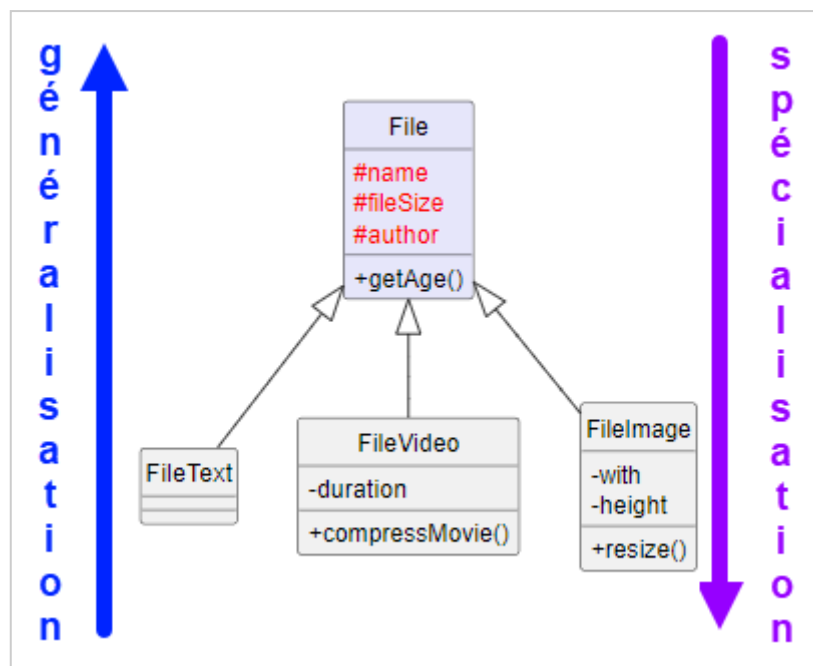 généralisation
File
#name
#fileSize
#author
+getAge()
FileText
FileVideo
-duration
+compressMovie()
FileImage
-with
-height
+resize()
spécialisation